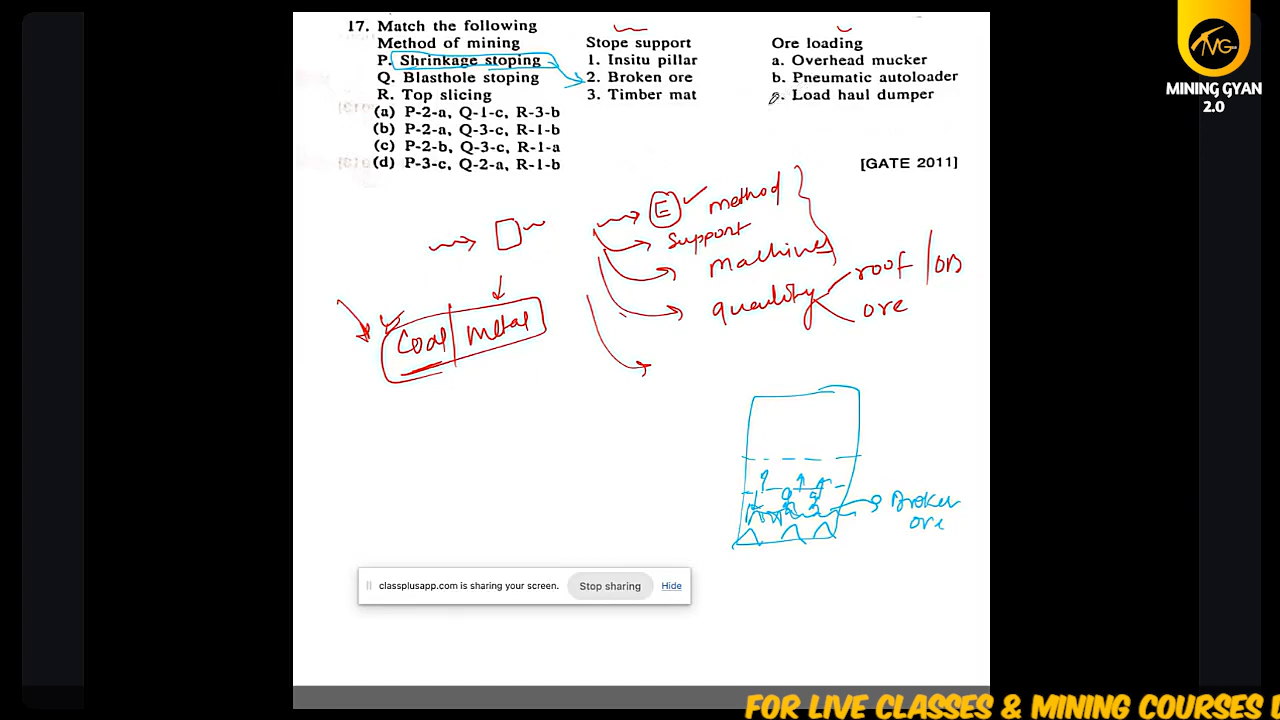 17. Match the following
Method of mining Stope support Ore loading
P. Shrinkage stoping 1. Insitu pillar a. Overhead mucker
Q. Blasthole stoping 2. Broken ore b. Pneumatic autoloader
R. Top slicing 3. Timber mat c. Load haul dumper
(a) P-2-a, Q-1-c, R-3-b
(b) P-2-a, Q-3-c, R-1-b
(c) P-2-b, Q-3-c, R-1-a
(d) P-3-c, Q-2-a, R-1-b [GATE 2011]
E method
support
machines
quality roof / OB
ore
Coal | Metal
Broken
ore
classplusapp.com is sharing your screen. Stop sharing Hide
MINING GYAN
2.0
FOR LIVE CLASSES & MINING COURSES